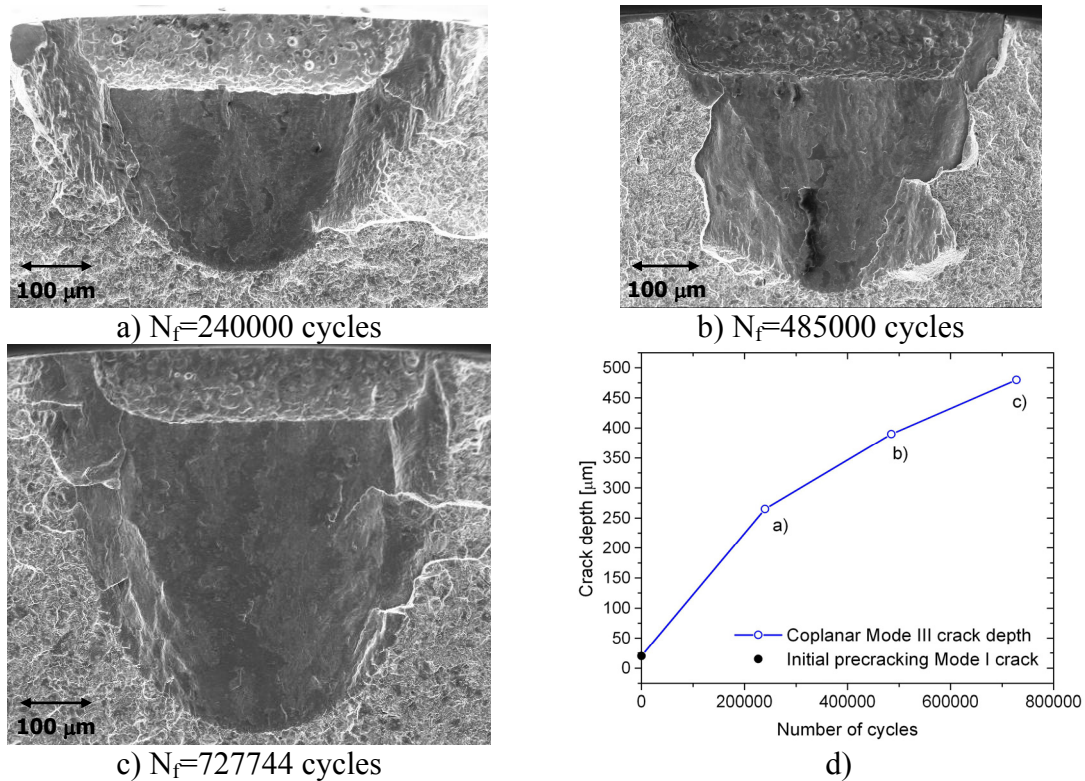 100 μm
100 μm
a) Nf=240000 cycles
b) Nf=485000 cycles
100 μm
c) Nf=727744 cycles
500
450
400
350
300
250
200
150
100
50
0
Crack depth [μm]
a)
b)
c)
Coplanar Mode III crack depth
Initial precracking Mode I crack
0 200000 400000 600000 800000
Number of cycles
d)